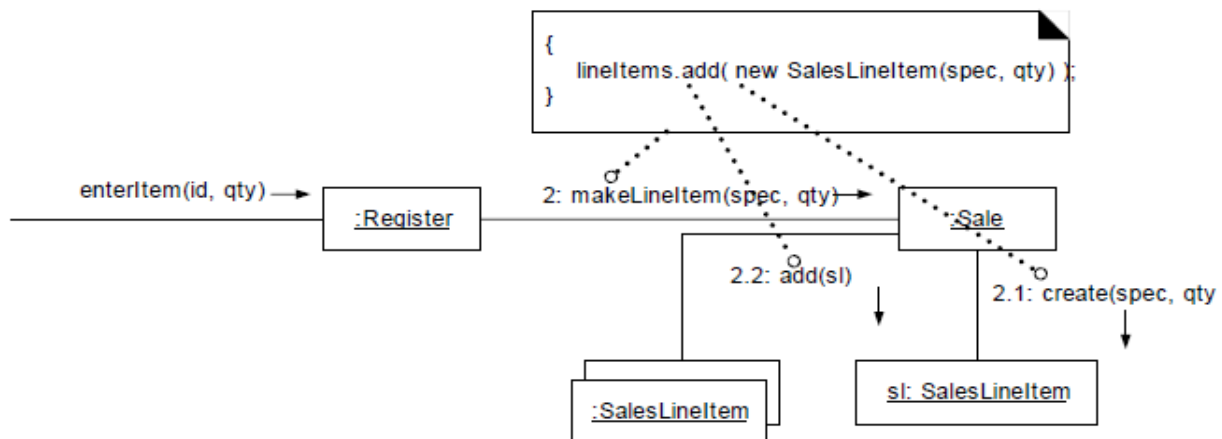 {
lineItems.add( new SalesLineItem(spec, qty) );
}
enterItem(id, qty)
2: makeLineItem(spec, qty)
:Register
:Sale
2.2: add(sl)
2.1: create(spec, qty
:SalesLineItem
sl: SalesLineItem